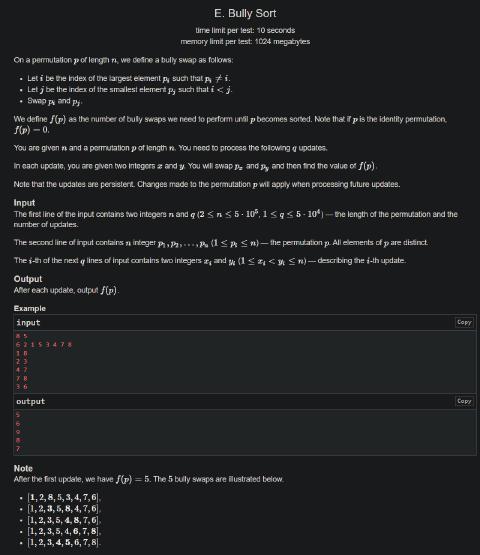 E. Bully Sort
time limit per test: 10 seconds
memory limit per test: 1024 megabytes
On a permutation p of length n, we define a bully swap as follows:
• Let i be the index of the largest element p_i such that p_i ≠ i.
• Let j be the index of the smallest element p_j such that i < j.
• Swap p_i and p_j.
We define f(p) as the number of bully swaps we need to perform until p becomes sorted. Note that if p is the identity permutation,
f(p) = 0.
You are given n and a permutation p of length n. You need to process the following q updates.
In each update, you are given two integers x and y. You will swap p_x and p_y and then find the value of f(p).
Note that the updates are persistent. Changes made to the permutation p will apply when processing future updates.
Input
The first line of the input contains two integers n and q (2 ≤ n ≤ 5 · 10^5, 1 ≤ q ≤ 5 · 10^4) — the length of the permutation and the
number of updates.
The second line of input contains n integer p_1, p_2, . . . , p_n (1 ≤ p_i ≤ n) — the permutation p. All elements of p are distinct.
The i-th of the next q lines of input contains two integers x_i and y_i (1 ≤ x_i < y_i ≤ n) — describing the i-th update.
Output
After each update, output f(p).
Example
input
Copy
8 5
6 2 1 5 3 4 7 8
1 8
2 3
4 7
7 8
3 6
output
Copy
5
6
9
8
7
Note
After the first update, we have f(p) = 5. The 5 bully swaps are illustrated below.
• [1, 2, 8, 5, 3, 4, 7, 6],
• [1, 2, 3, 5, 8, 4, 7, 6],
• [1, 2, 3, 5, 4, 8, 7, 6],
• [1, 2, 3, 5, 4, 6, 7, 8],
• [1, 2, 3, 4, 5, 6, 7, 8].